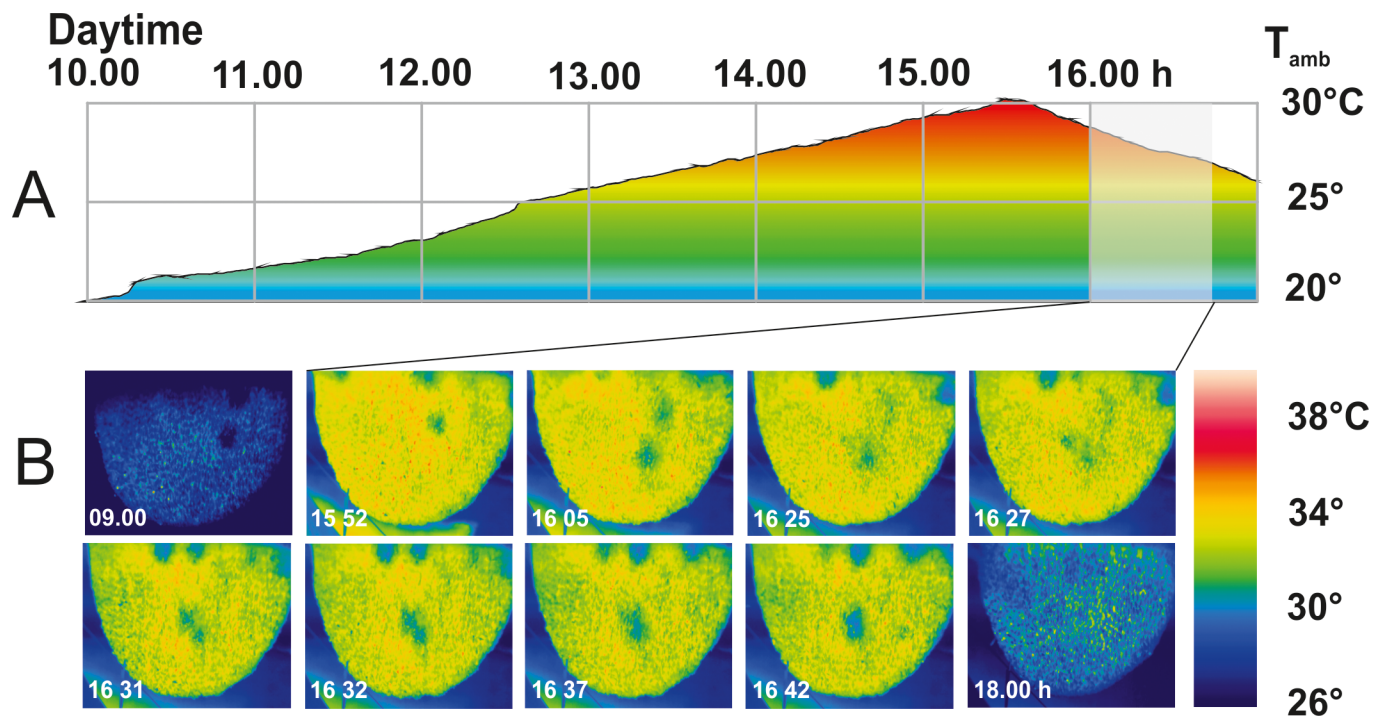 Daytime
10.00 11.00 12.00 13.00 14.00 15.00 16.00 h
T amb
30°C
A
25°
20°
B
38°C
34°
30°
26°
09.00 15 52 16 05 16 25 16 27
16 31 16 32 16 37 16 42 18.00 h